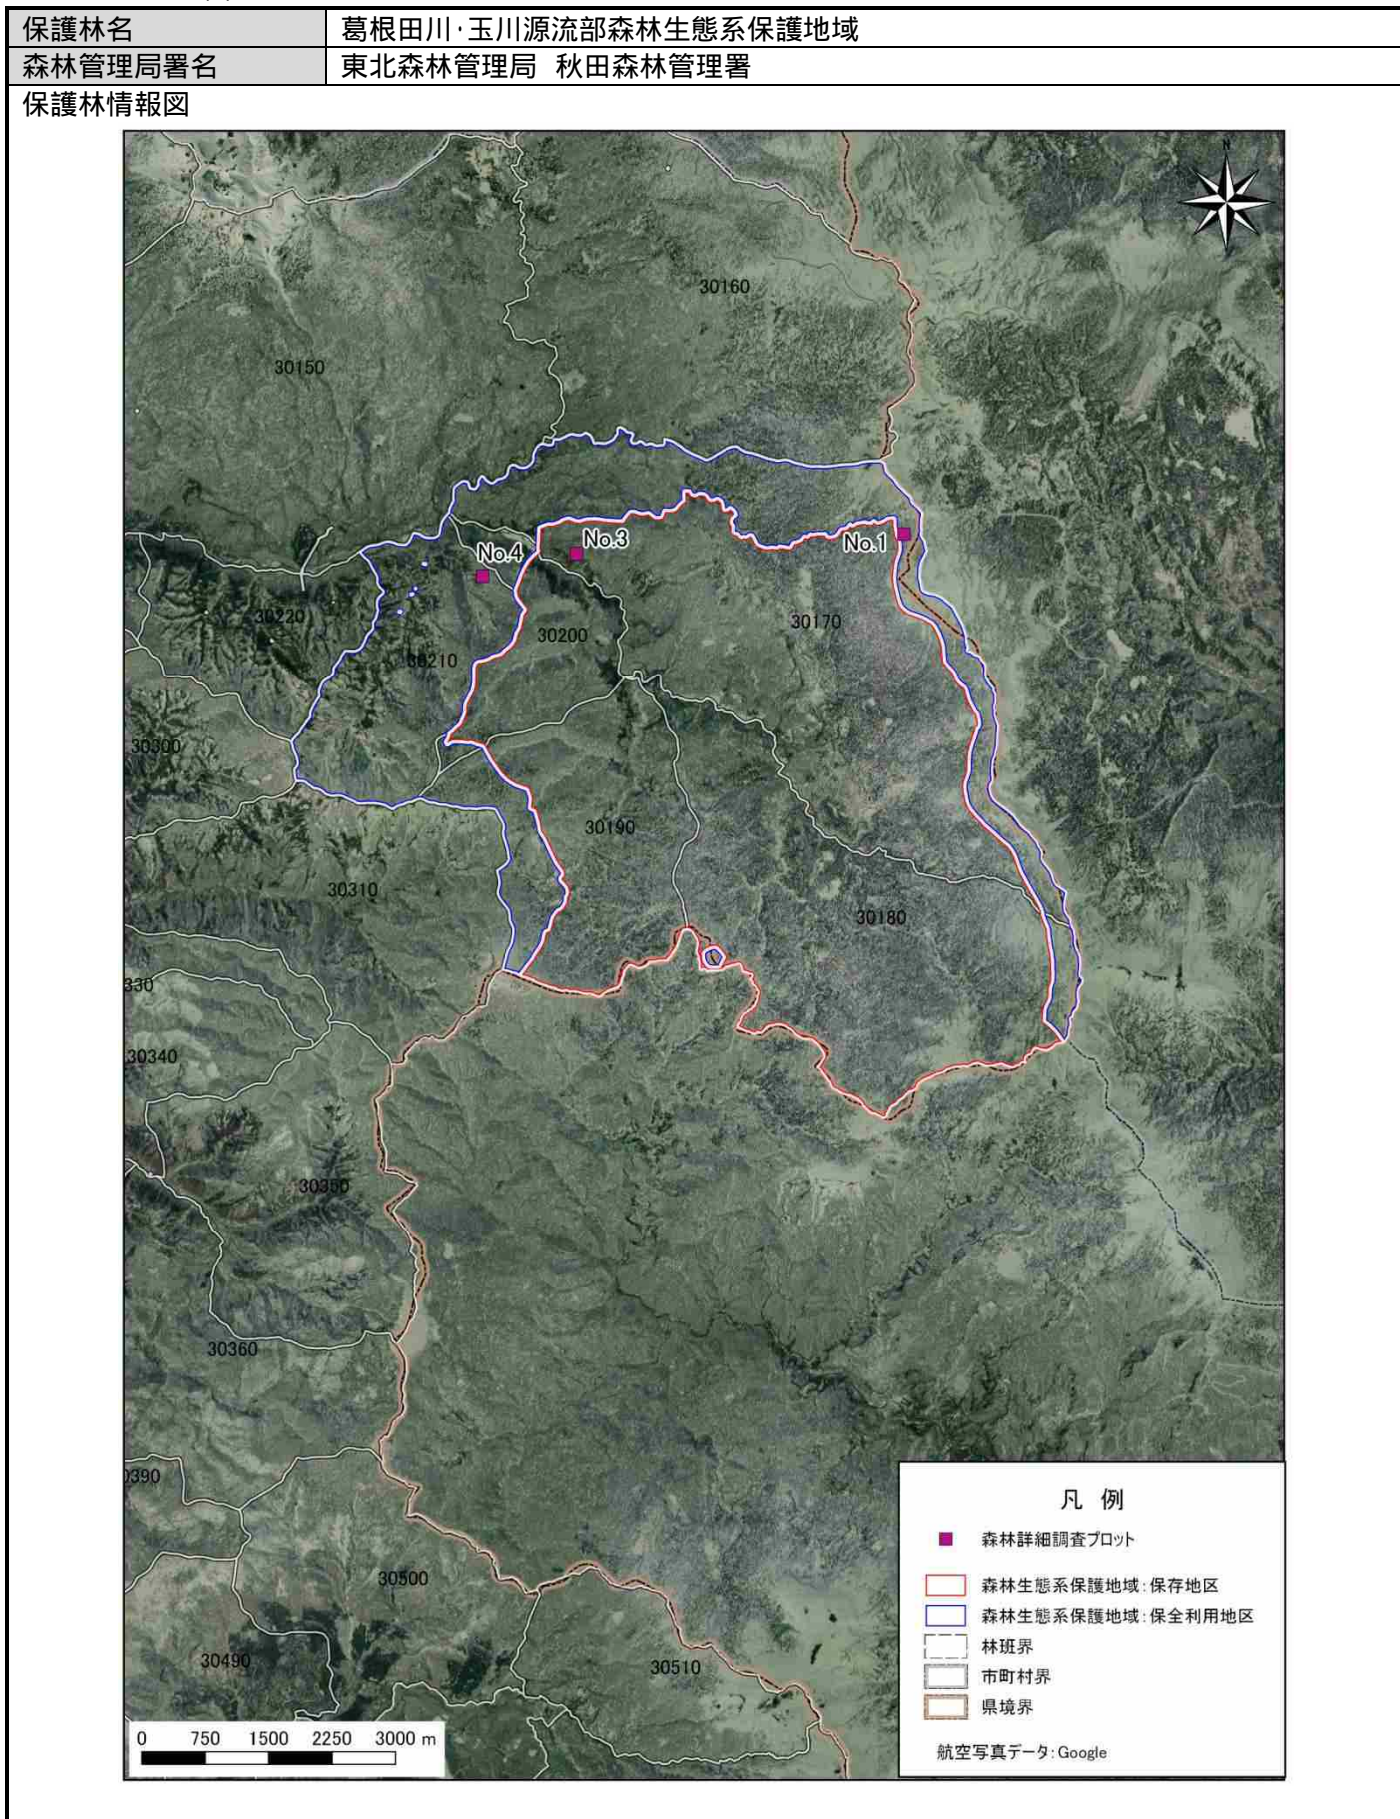 保護林名
葛根田川・玉川源流部森林生態系保護地域
森林管理局署名
東北森林管理局 秋田森林管理署
保護林情報図
N
30160
30150
No.4
No.3
No.1
30220
30170
30200
30210
30300
30190
30310
30180
330
30340
30350
30360
390
30500
30490
30510
凡 例
森林詳細調査プロット
森林生態系保護地域:保存地区
森林生態系保護地域:保全利用地区
林班界
市町村界
県境界
航空写真データ:Google
0 750 1500 2250 3000 m